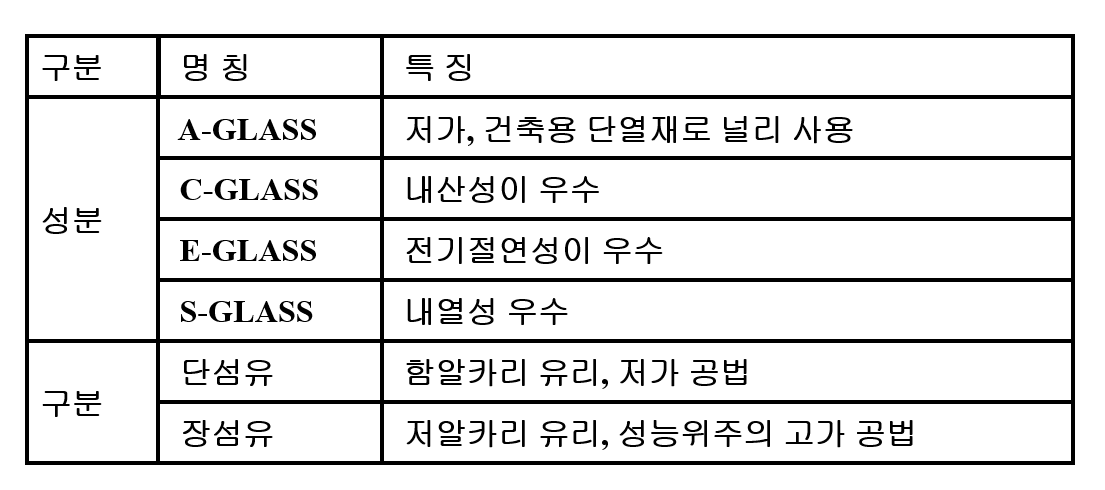 구분 명 칭 특 징
성분
A-GLASS 저가, 건축용 단열재로 널리 사용
C-GLASS 내산성이 우수
E-GLASS 전기절연성이 우수
S-GLASS 내열성 우수
구분
단섬유 함알카리 유리, 저가 공법
장섬유 저알카리 유리, 성능위주의 고가 공법